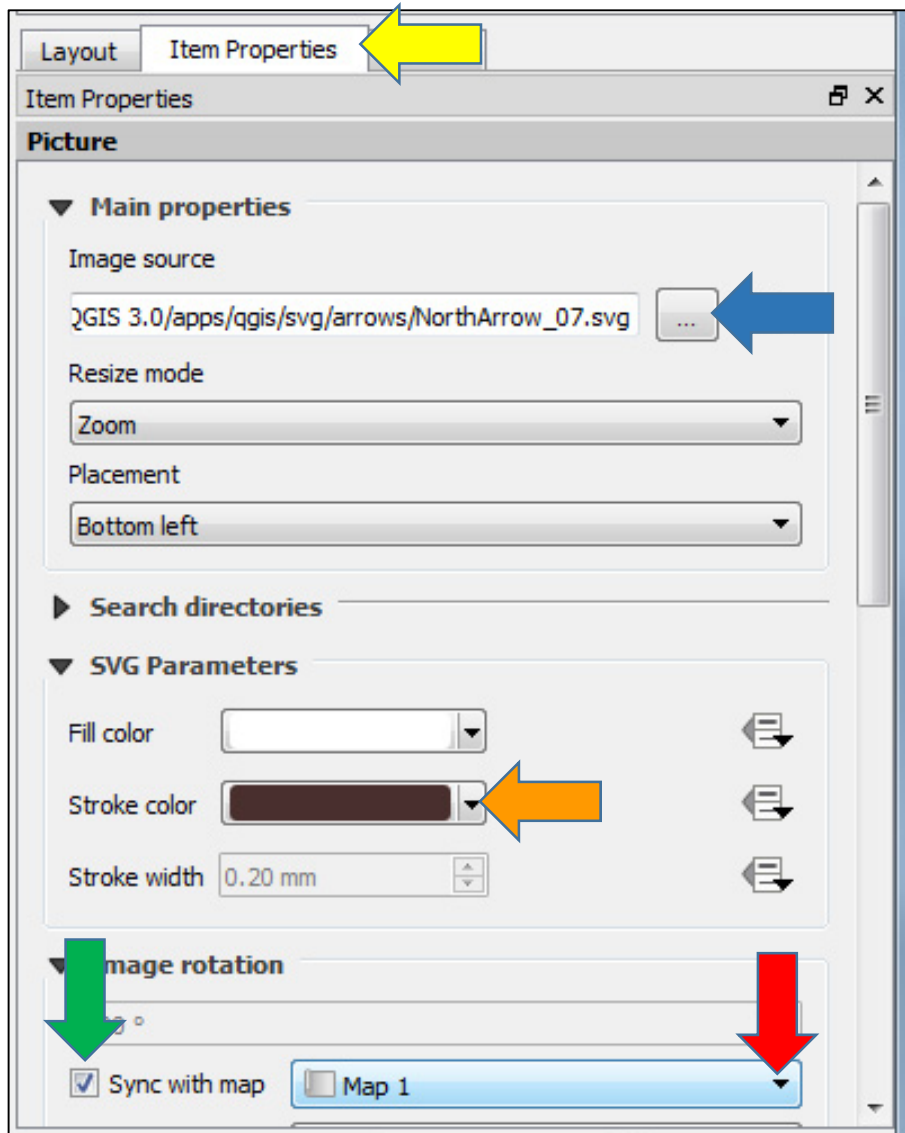 Layout Item Properties
Item Properties
Picture
Main properties
Image source
QGIS 3.0/apps/qgis/svg/arrows/NorthArrow_07.svg ...
Resize mode
Zoom
Placement
Bottom left
Search directories
SVG Parameters
Fill color
Stroke color
Stroke width 0.20 mm
rotation
Sync with map Map 1